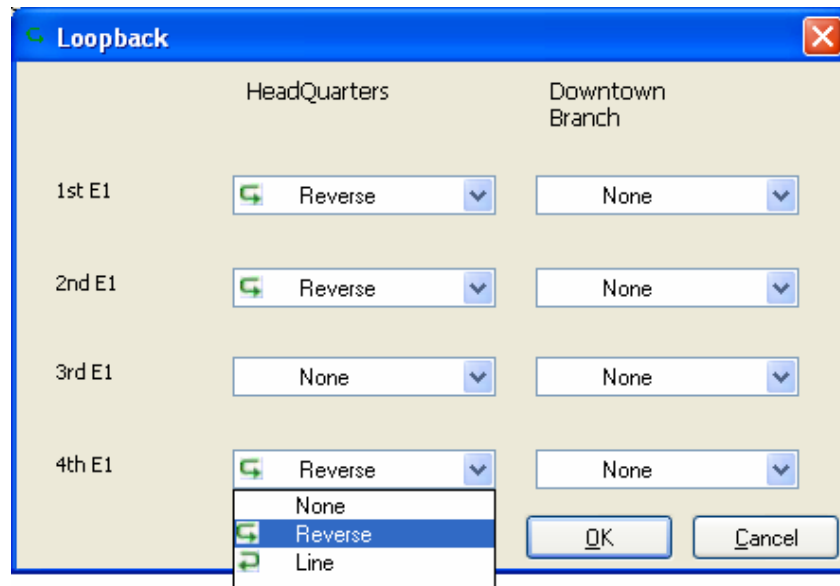 Loopback
HeadQuarters Downtown
Branch
1st E1 Reverse None
2nd E1 Reverse None
3rd E1 None None
4th E1 Reverse None
None
Reverse OK Cancel
Line